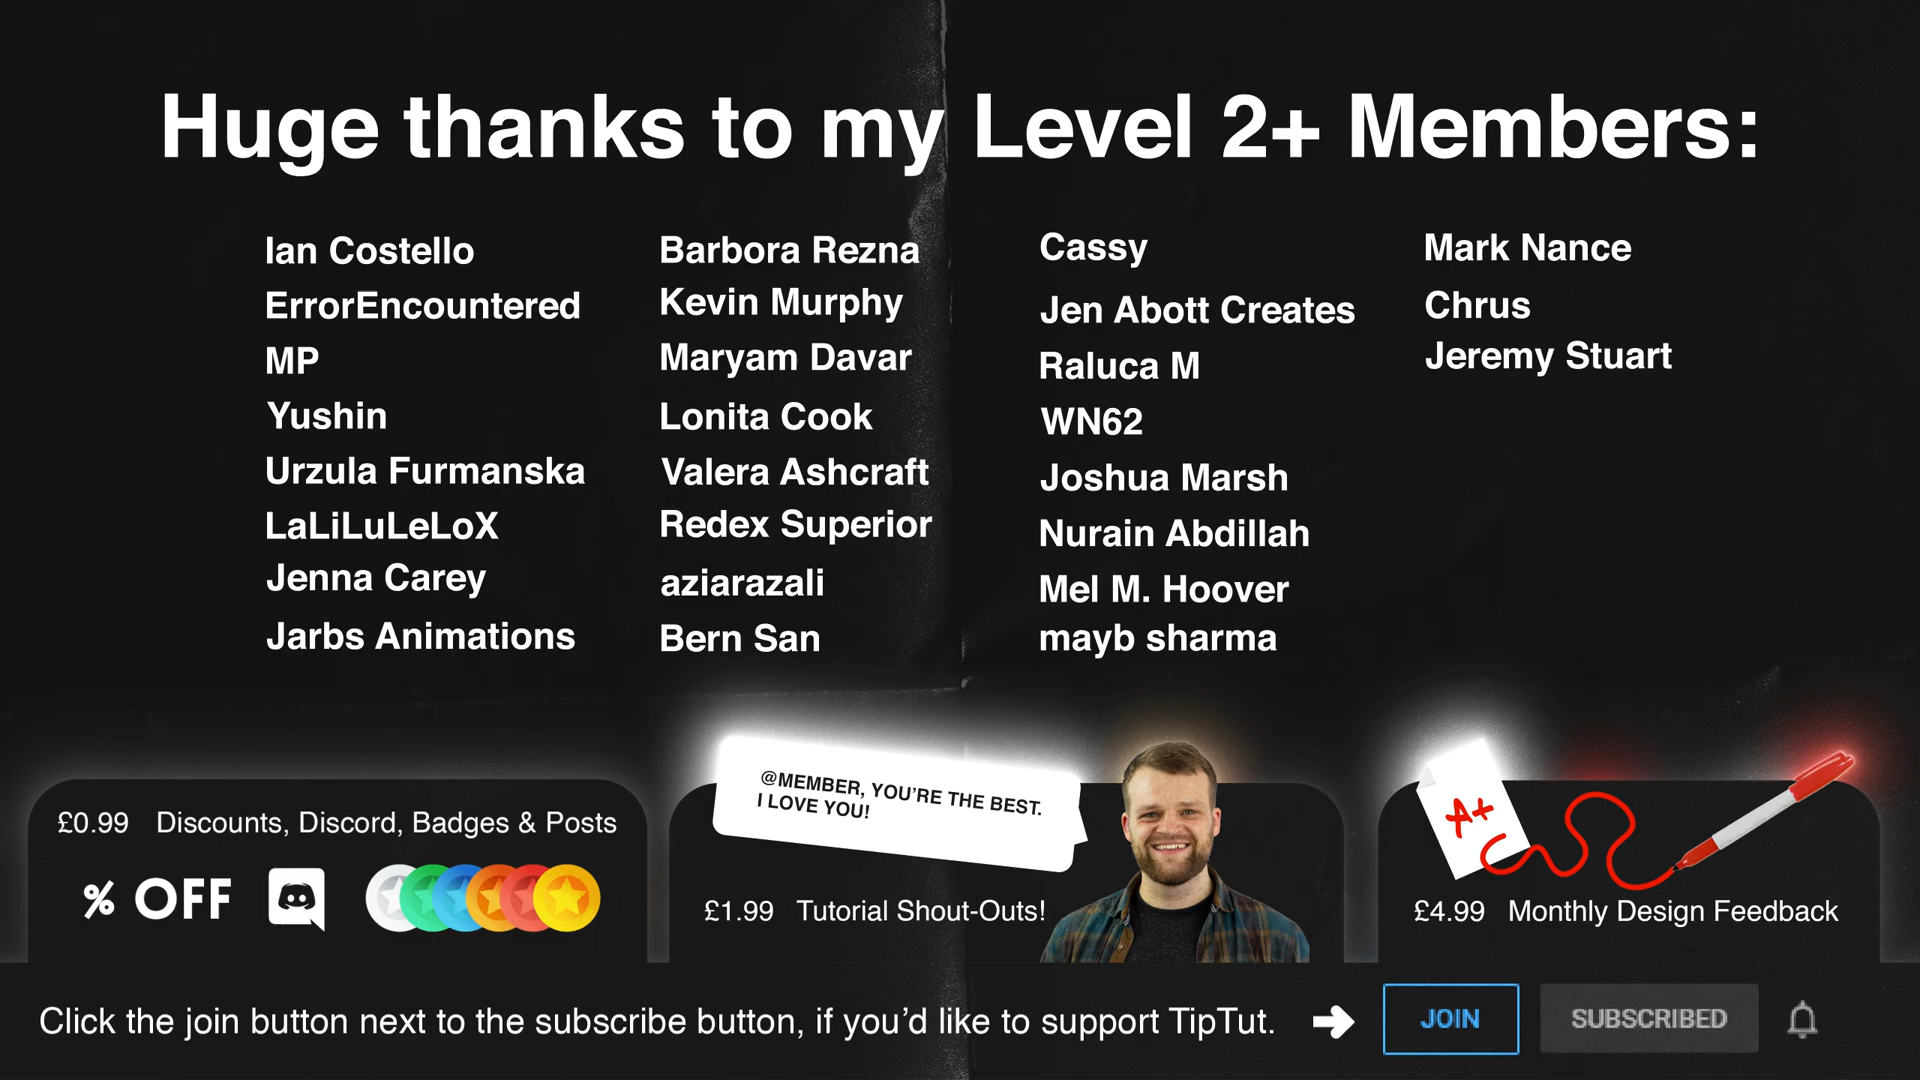 Huge thanks to my Level 2+ Members:
Ian Costello
ErrorEncountered
MP
Yushin
Urzula Furmanska
LaLiLuLeLoX
Jenna Carey
Jarbs Animations
Barbora Rezna
Kevin Murphy
Maryam Davar
Lonita Cook
Valera Ashcraft
Redex Superior
aziarazali
Bern San
Cassy
Jen Abott Creates
Raluca M
WN62
Joshua Marsh
Nurain Abdillah
Mel M. Hoover
mayb sharma
Mark Nance
Chrus
Jeremy Stuart
£0.99 Discounts, Discord, Badges & Posts
% OFF
@MEMBER, YOU'RE THE BEST.
I LOVE YOU!
£1.99 Tutorial Shout-Outs!
A+
£4.99 Monthly Design Feedback
Click the join button next to the subscribe button, if you'd like to support TipTut.
JOIN
SUBSCRIBED